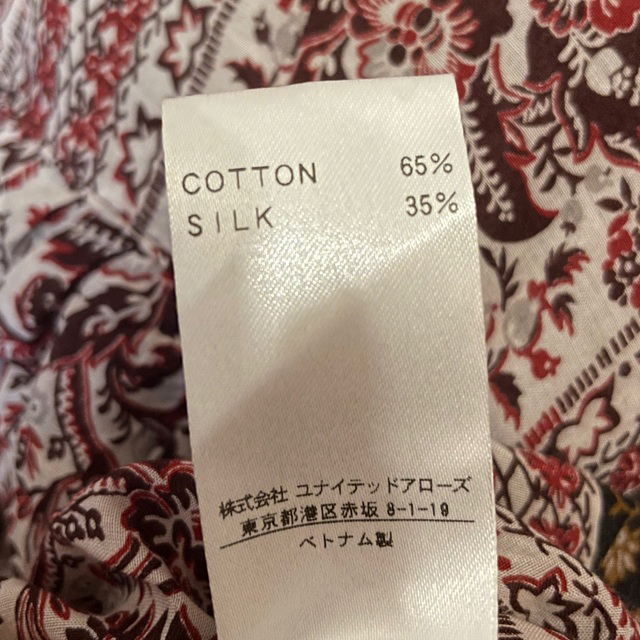 COTTON 65%
SILK 35%
株式会社 ユナイテッドアローズ
東京都港区赤坂 8-1-19
ベトナム製